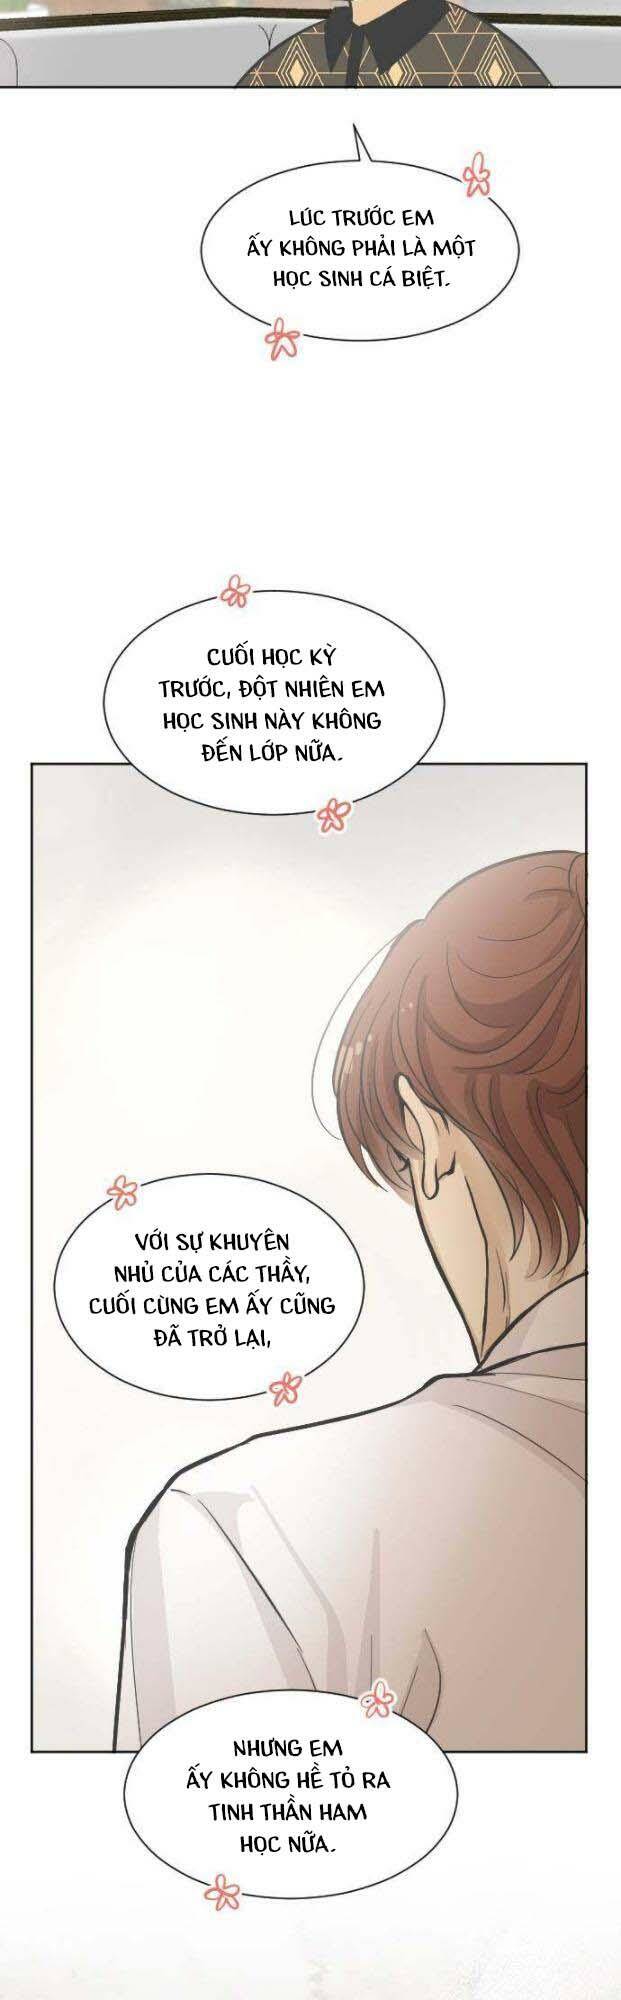 LÚC TRƯỚC EM
ẤY KHÔNG PHẢI LÀ MỘT
HỌC SINH CÁ BIỆT.
CUỐI HỌC KỲ
TRƯỚC, ĐỘT NHIÊN EM
HỌC SINH NÀY KHÔNG
ĐẾN LỚP NỮA.
VỚI SỰ KHUYÊN
NHỦ CỦA CÁC THẦY,
CUỐI CÙNG EM ẤY CŨNG
ĐÃ TRỞ LẠI,
NHƯNG EM
ẤY KHÔNG HỀ TỎ RA
TINH THẦN HAM
HỌC NỮA.